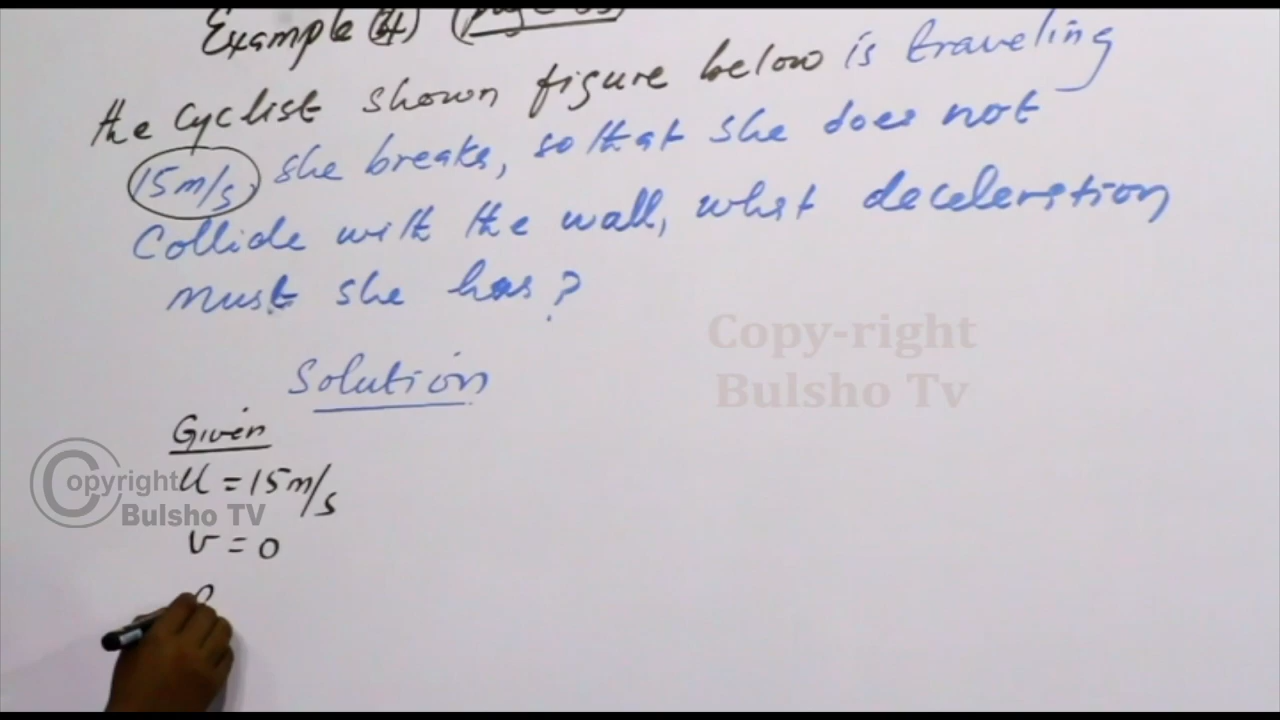 Example (4)
the cyclist shown figure below is traveling
15m/s, she breaks, so that she does not
Collide with the wall, what deceleration
must she has?
Copy-right
Bulsho Tv
Solution
Given
U = 15m/s
Copyright
Bulsho TV
v = 0